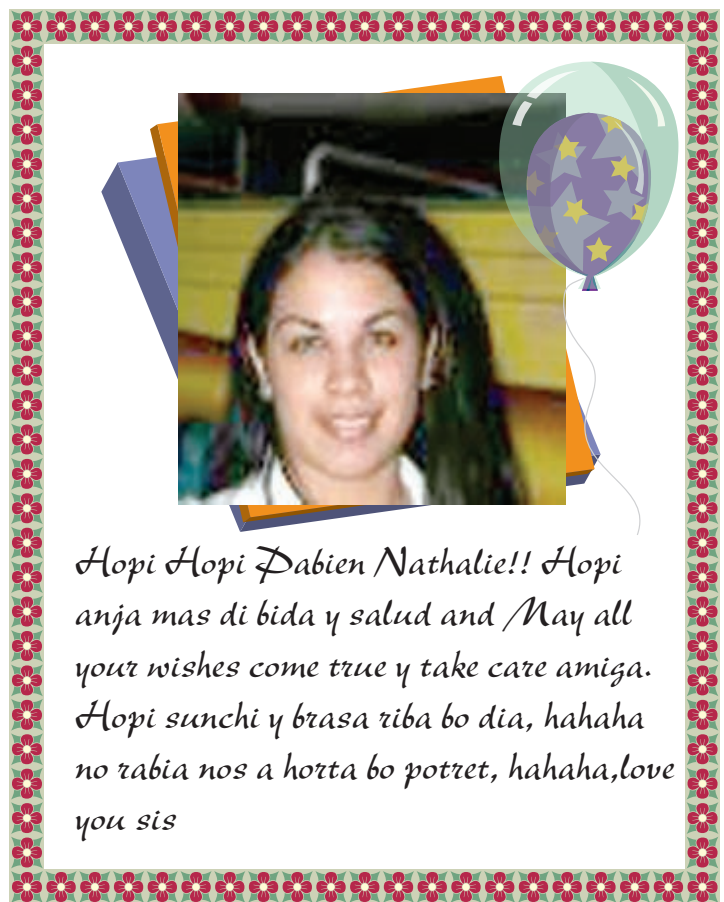 Hopi Hopi Pabien Nathalie!! Hopi
anja mas di bida y salud and May all
your wishes come true y take care amiga.
Hopi sunchi y brasa riba bo dia, hahaha
no rabia nos a horta bo potret, hahaha,love
you sis